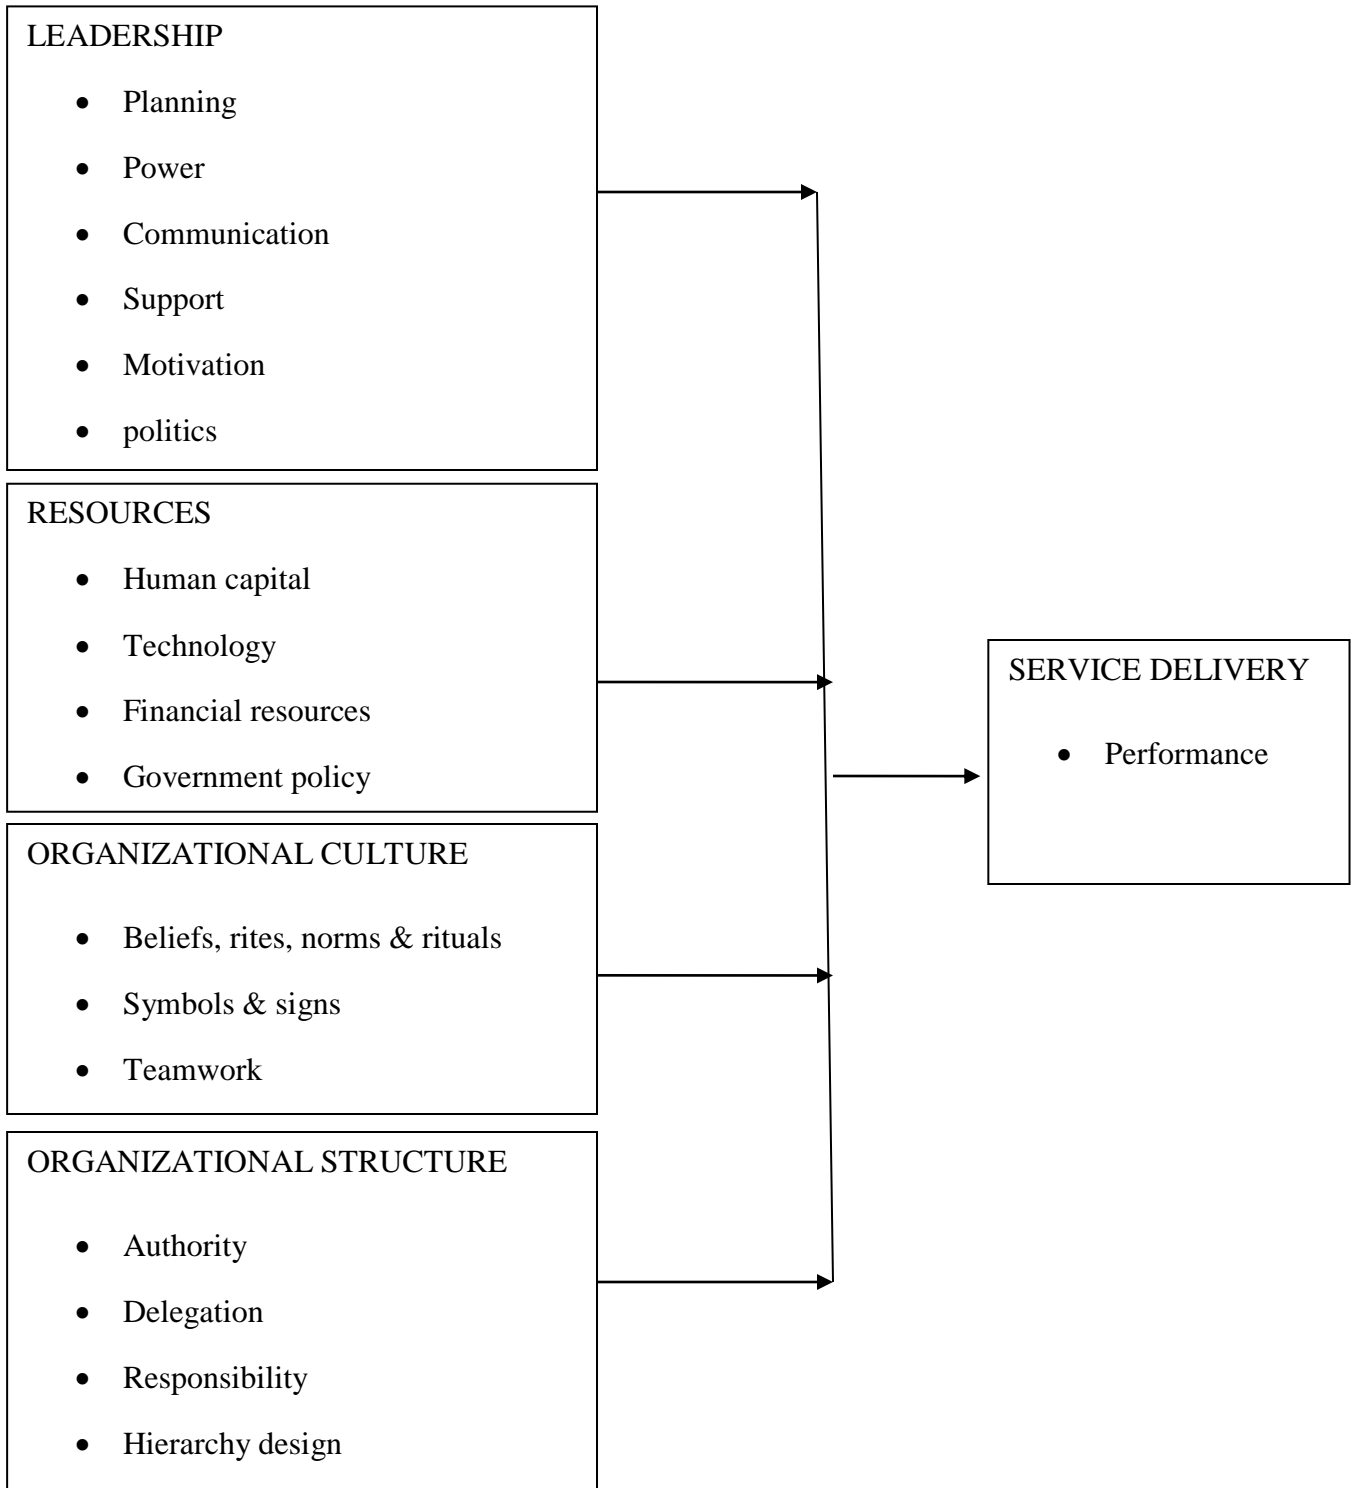 LEADERSHIP
• Planning
• Power
• Communication
• Support
• Motivation
• politics
RESOURCES
• Human capital
• Technology
• Financial resources
• Government policy
ORGANIZATIONAL CULTURE
• Beliefs, rites, norms & rituals
• Symbols & signs
• Teamwork
ORGANIZATIONAL STRUCTURE
• Authority
• Delegation
• Responsibility
• Hierarchy design
SERVICE DELIVERY
• Performance